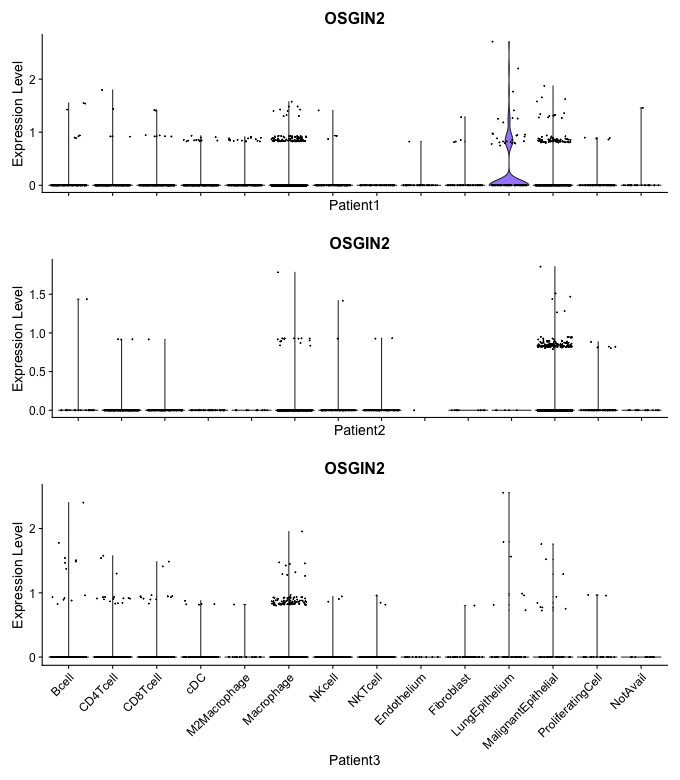 OSGIN2
Expression Level
2
1
0
Patient1
OSGIN2
Expression Level
1.5
1.0
0.5
0.0
Patient2
OSGIN2
Expression Level
2
1
0
Bcell
CD4Tcell
CD8Tcell
cDC
M2Macrophage
Macrophage
NKcell
NKTcell
Endothelium
Fibroblast
LungEpithelium
MalignantEpithelial
ProliferatingCell
NotAvail
Patient3